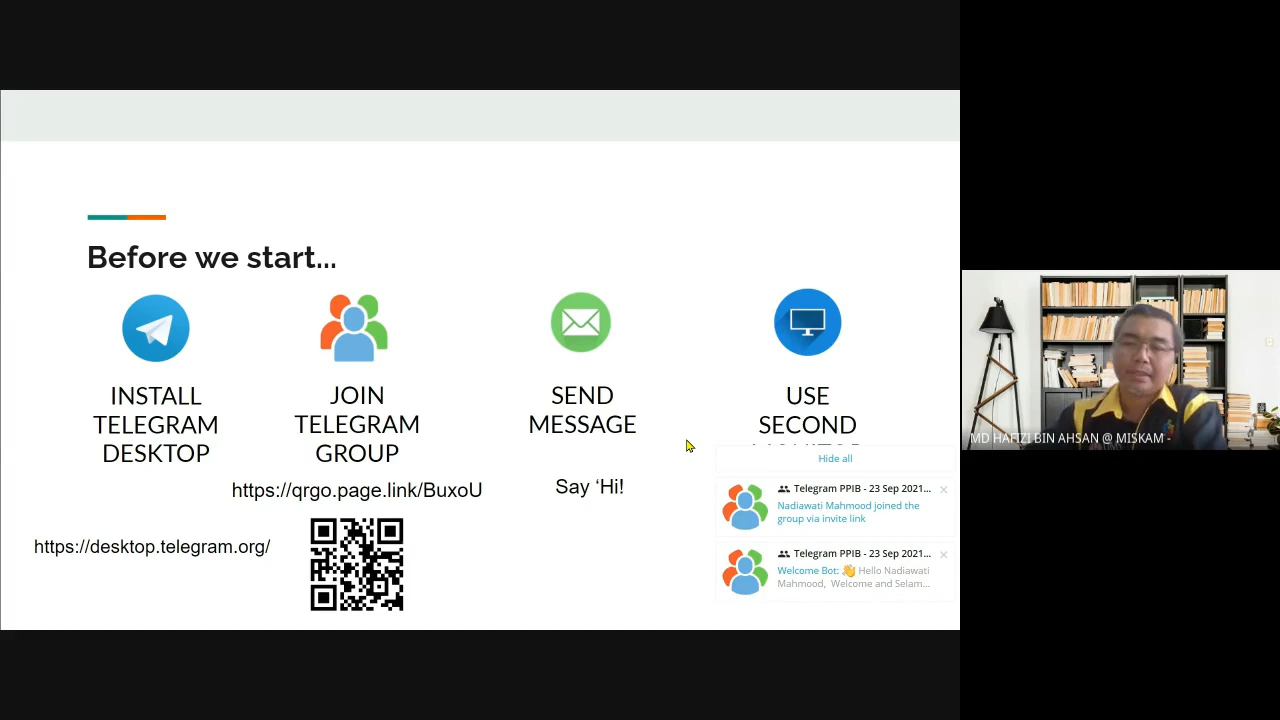 Before we start...
INSTALL
TELEGRAM
DESKTOP
https://desktop.telegram.org/
JOIN
TELEGRAM
GROUP
https://qrgo.page.link/BuxoU
SEND
MESSAGE
Say ‘Hi!
USE
SECOND
MONITOR
Hide all
Telegram PPIB - 23 Sep 2021...
Nadiawati Mahmood joined the
group via invite link
Telegram PPIB - 23 Sep 2021...
Welcome Bot: 👋 Hello Nadiawati
Mahmood, Welcome and Selam...
MD HAFIZI BIN AHSAN @ MISKAM -